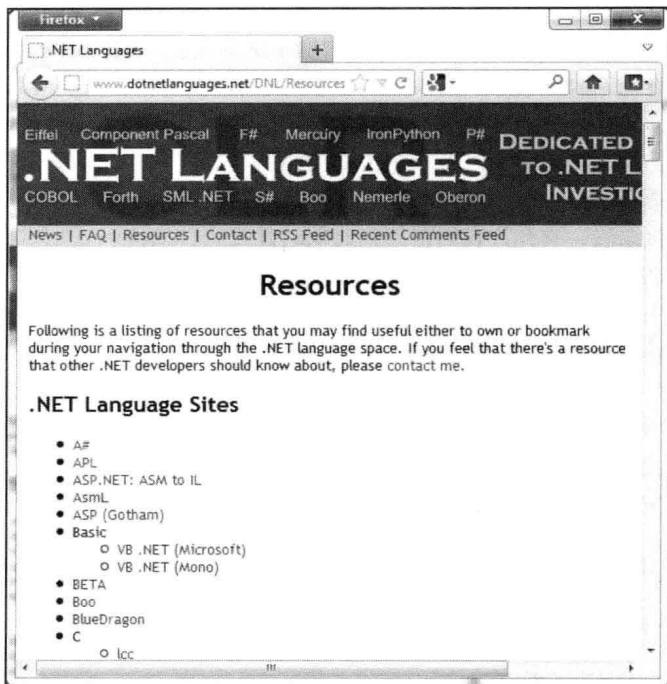 Firefox
.NET Languages
www.dotnetlanguages.net/DNL/Resources
Eiffel Component Pascal F# Mercury IronPython P#
.NET LANGUAGES
COBOL Forth SML .NET S# Boo Nemerle Oberon
DEDICATED
TO .NET L
INVESTIG
News | FAQ | Resources | Contact | RSS Feed | Recent Comments Feed
Resources
Following is a listing of resources that you may find useful either to own or bookmark
during your navigation through the .NET language space. If you feel that there's a resource
that other .NET developers should know about, please contact me.
.NET Language Sites
• A#
• APL
• ASP.NET: ASM to IL
• AsmL
• ASP (Gotham)
• Basic
○ VB .NET (Microsoft)
○ VB .NET (Mono)
• BETA
• Boo
• BlueDragon
• C
○ lcc